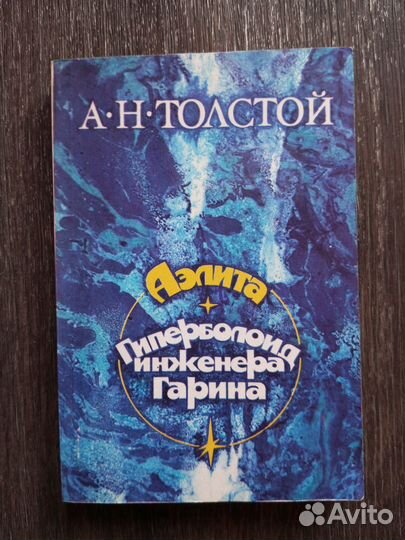 А·Н·ТОЛСТОЙ
Аэлита
Гиперболоид
инженера
Гарина
Avito